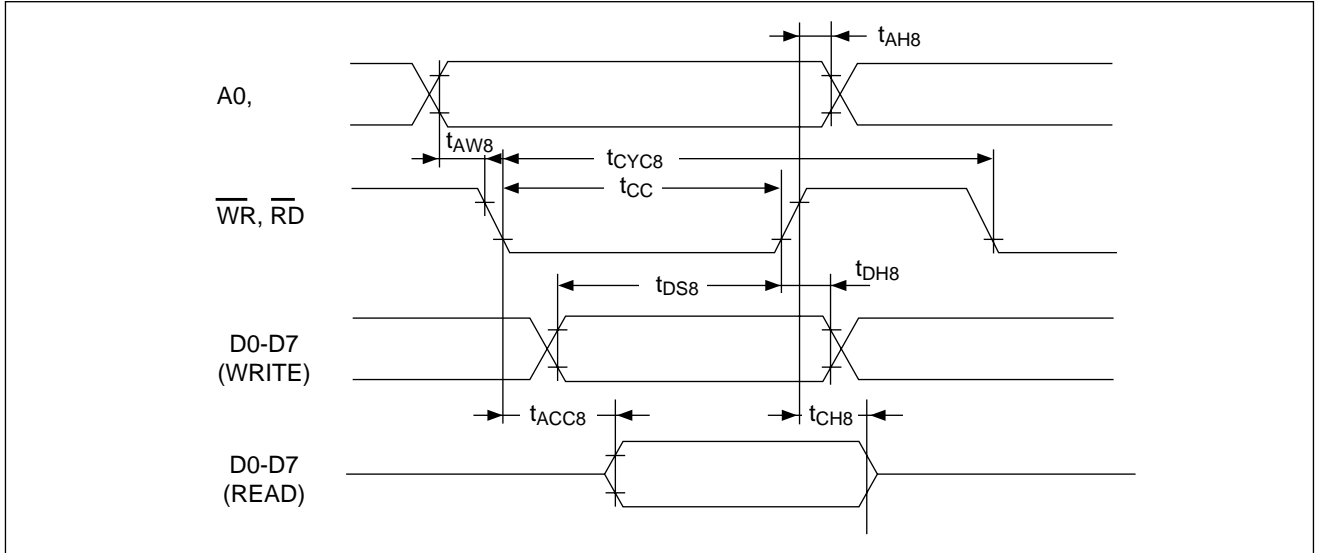 tAH8
A0,
tAW8
tCYC8
tCC
WR, RD
tDH8
tDS8
D0-D7
(WRITE)
tACC8
tCH8
D0-D7
(READ)